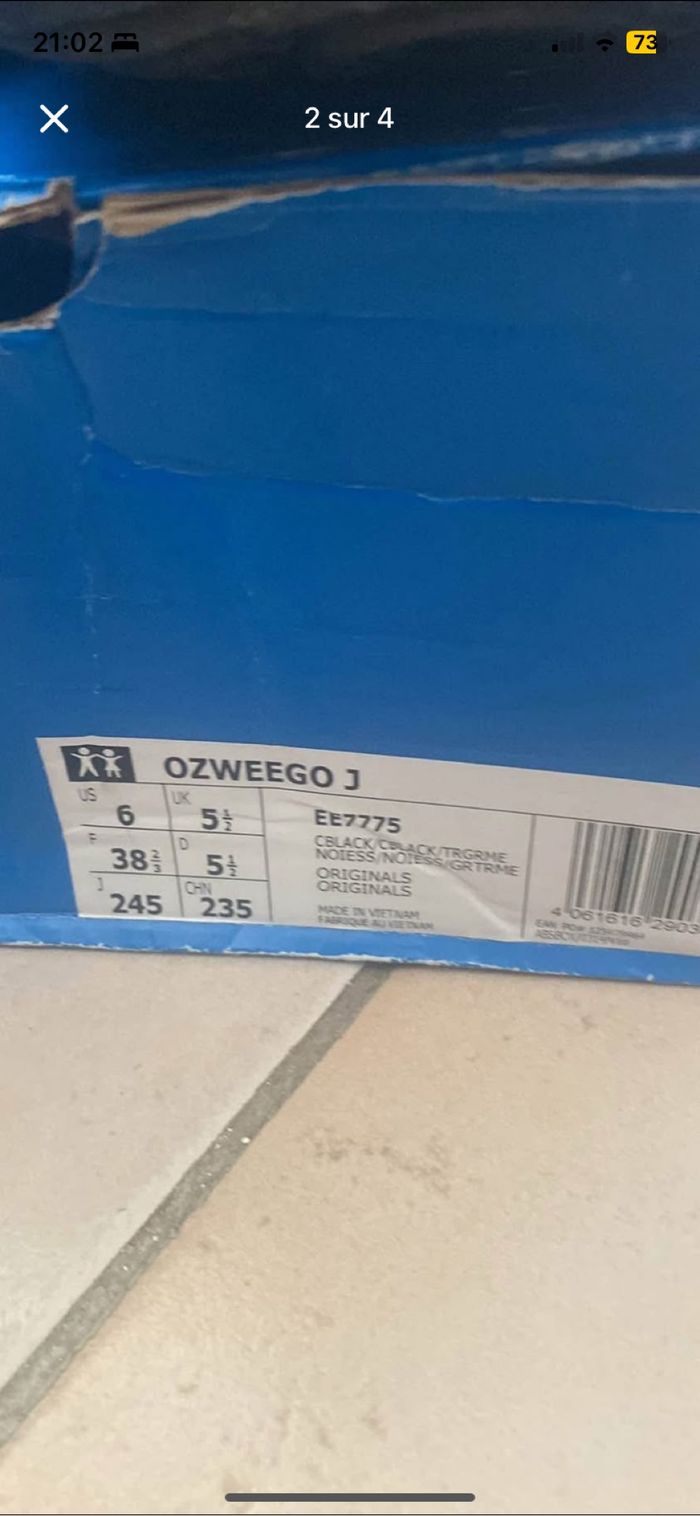 21:02
73
2 sur 4
OZWEEGO J
US 6 UK 5½
F 38⅔ D 5½
J 245 CHN 235
EE7775
CBLACK/CBLACK/TRGRME
NOIESS/NOIESS/GRTRME
ORIGINALS
ORIGINALS
MADE IN VIETNAM
FABRIQUE AU VIETNAM
4 061616 2903